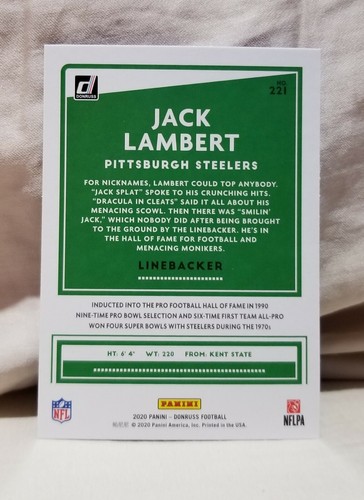 NO.
221
DONRUSS
JACK
LAMBERT
PITTSBURGH STEELERS
FOR NICKNAMES, LAMBERT COULD TOP ANYBODY.
"JACK SPLAT" SPOKE TO HIS CRUNCHING HITS.
"DRACULA IN CLEATS" SAID IT ALL ABOUT HIS
MENACING SCOWL. THEN THERE WAS "SMILIN'
JACK," WHICH NOBODY DID AFTER BEING BROUGHT
TO THE GROUND BY THE LINEBACKER. HE'S IN
THE HALL OF FAME FOR FOOTBALL AND
MENACING MONIKERS.
LINEBACKER
INDUCTED INTO THE PRO FOOTBALL HALL OF FAME IN 1990
NINE-TIME PRO BOWL SELECTION AND SIX-TIME FIRST TEAM ALL-PRO
WON FOUR SUPER BOWLS WITH STEELERS DURING THE 1970s
HT: 6' 4" WT: 220 FROM: KENT STATE
PANINI
NFL
NFLPA
2020 PANINI - DONRUSS FOOTBALL
© 2020 Panini America, Inc. Printed in the USA.